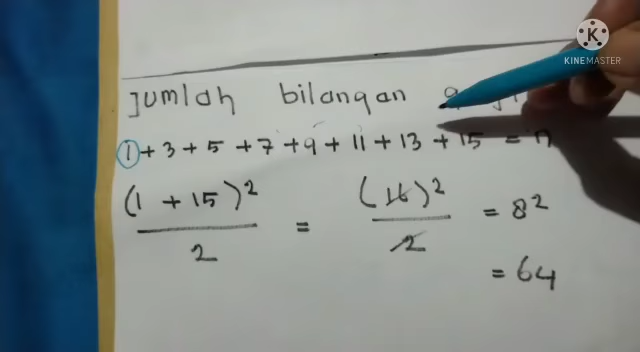 Jumlah bilangan
1 + 3 + 5 + 7 + 9 + 11 + 13 + 15 =
(1 + 15)² / 2 = (16)² / 2 = 8²
= 64
KINEMASTER